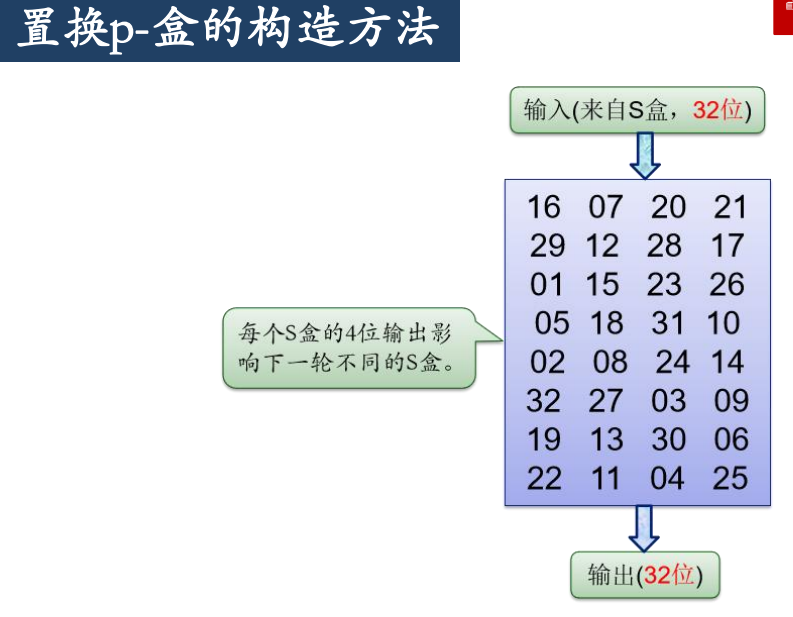 置换p-盒的构造方法
输入(来自S盒，32位)
16 07 20 21
29 12 28 17
01 15 23 26
05 18 31 10
02 08 24 14
32 27 03 09
19 13 30 06
22 11 04 25
每个S盒的4位输出影
响下一轮不同的S盒。
输出(32位)